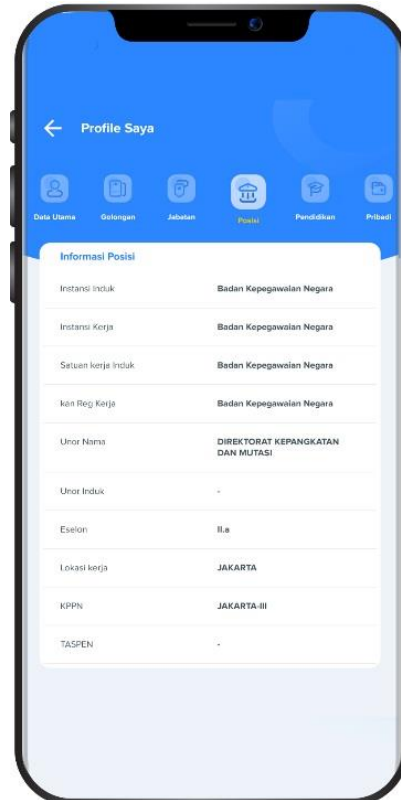 Profile Saya
Data Utama Golongan Jabatan Posisi Pendidikan Pribadi
Informasi Posisi
Instansi Induk Badan Kepegawaian Negara
Instansi Kerja Badan Kepegawaian Negara
Satuan kerja Induk Badan Kepegawaian Negara
kan Reg Kerja Badan Kepegawaian Negara
Unor Nama DIREKTORAT KEPANGKATAN
DAN MUTASI
Unor Induk -
Eselon II.a
Lokasi kerja JAKARTA
KPPN JAKARTA-III
TASPEN -